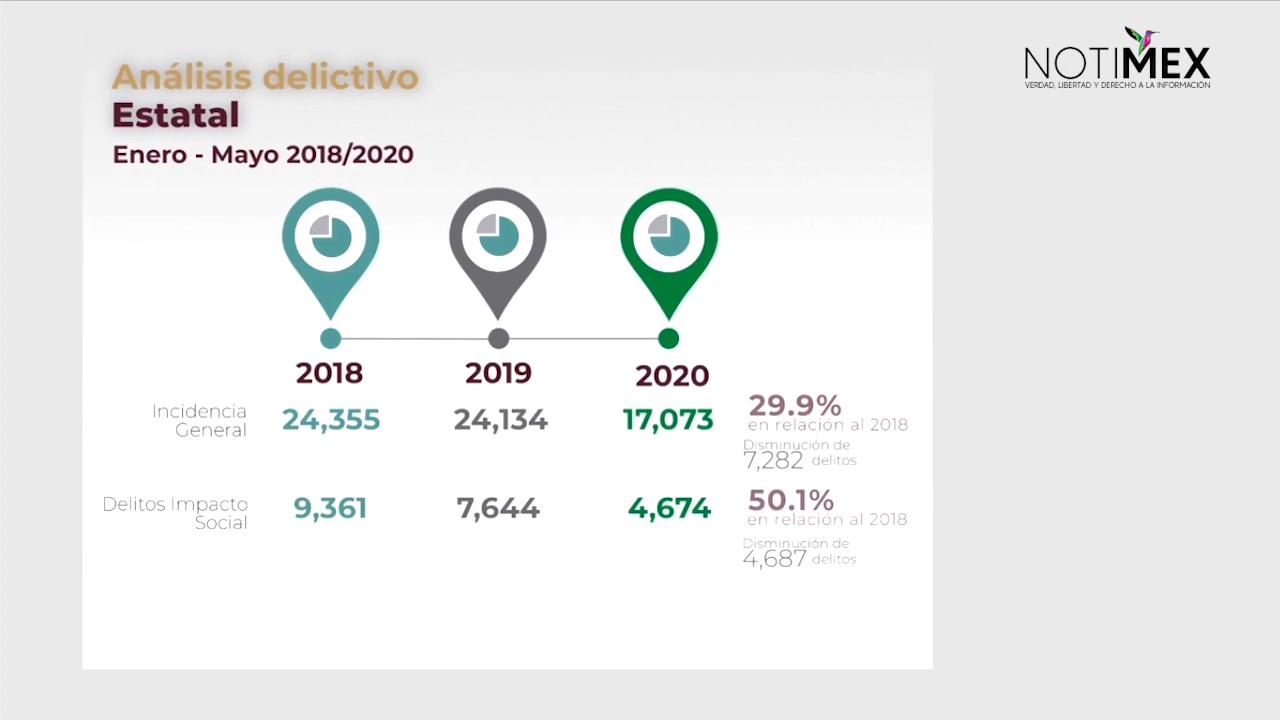 NOTIMEX
VERDAD, LIBERTAD Y DERECHO A LA INFORMACIÓN
Análisis delictivo
Estatal
Enero - Mayo 2018/2020
2018 2019 2020
Incidencia
General
24,355 24,134 17,073
29.9%
en relación al 2018
Disminución de
7,282 delitos
Delitos Impacto
Social
9,361 7,644 4,674
50.1%
en relación al 2018
Disminución de
4,687 delitos